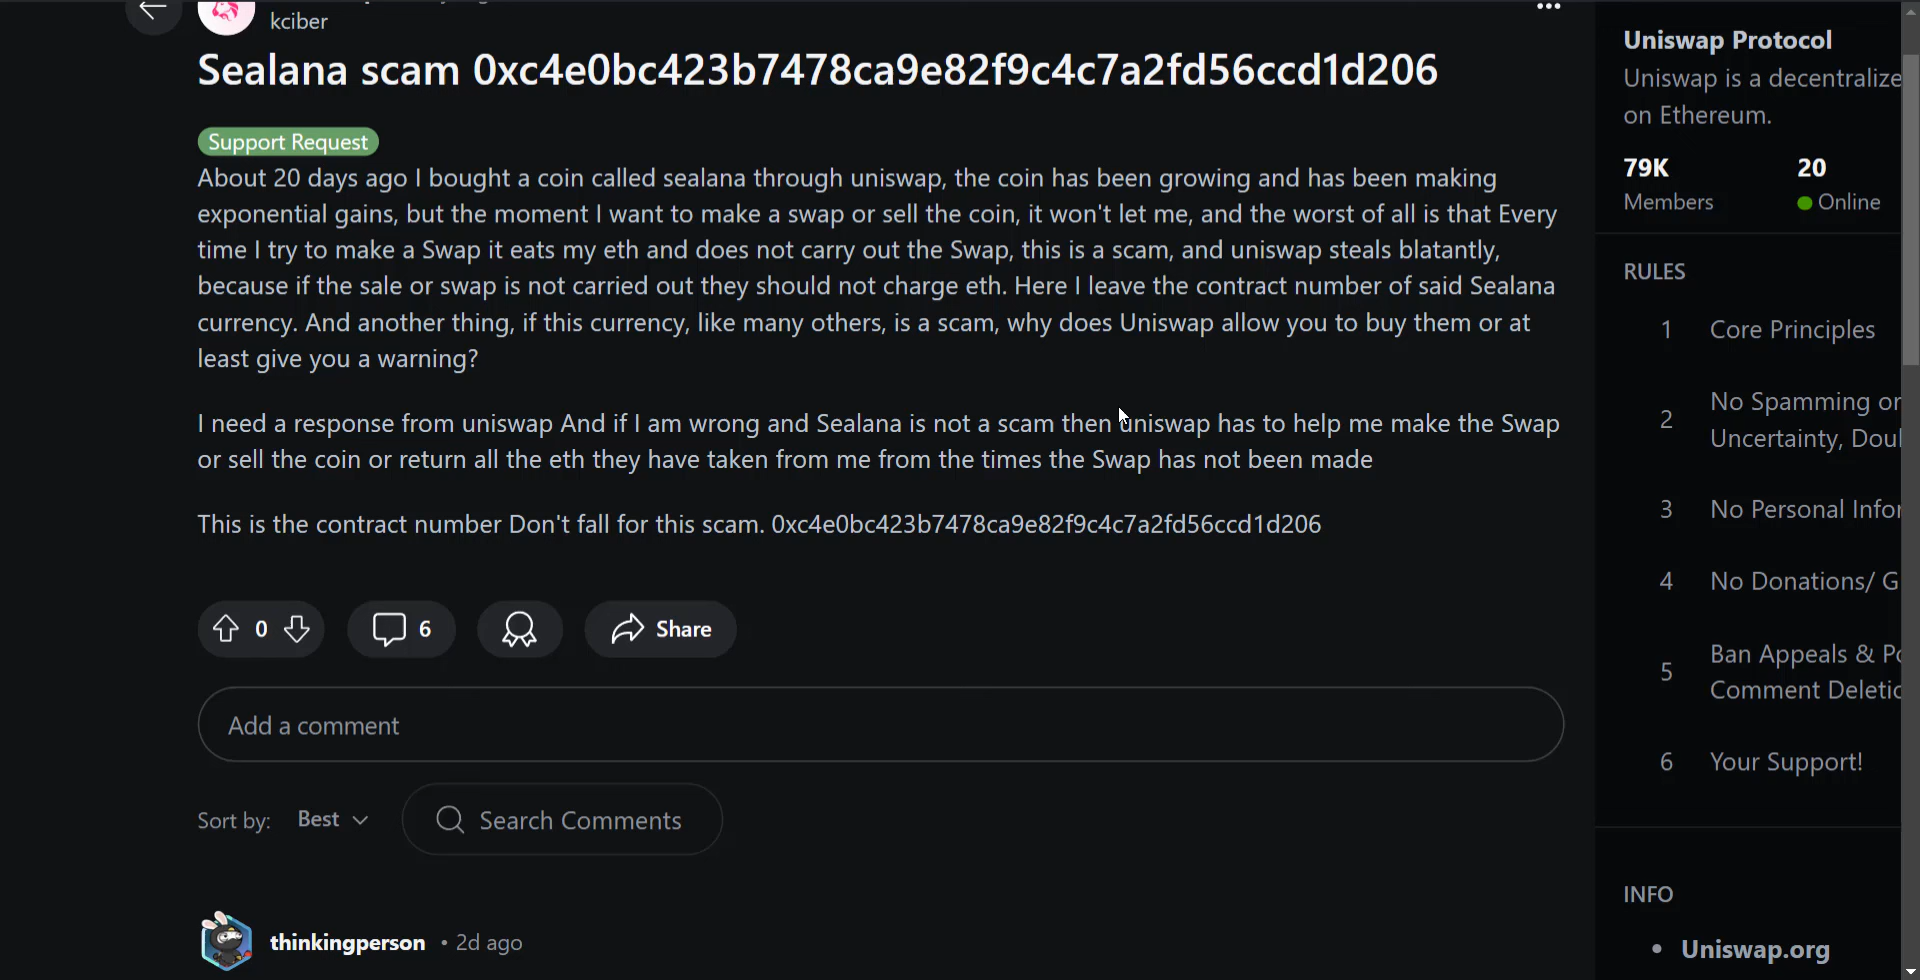 kciber
Sealana scam 0xc4e0bc423b7478ca9e82f9c4c7a2fd56ccd1d206
Support Request
About 20 days ago I bought a coin called sealana through uniswap, the coin has been growing and has been making
exponential gains, but the moment I want to make a swap or sell the coin, it won't let me, and the worst of all is that Every
time I try to make a Swap it eats my eth and does not carry out the Swap, this is a scam, and uniswap steals blatantly,
because if the sale or swap is not carried out they should not charge eth. Here I leave the contract number of said Sealana
currency. And another thing, if this currency, like many others, is a scam, why does Uniswap allow you to buy them or at
least give you a warning?
I need a response from uniswap And if I am wrong and Sealana is not a scam then uniswap has to help me make the Swap
or sell the coin or return all the eth they have taken from me from the times the Swap has not been made
This is the contract number Don't fall for this scam. 0xc4e0bc423b7478ca9e82f9c4c7a2fd56ccd1d206
0
6
Share
Add a comment
Sort by: Best
Search Comments
thinkingperson • 2d ago
Uniswap Protocol
Uniswap is a decentralize
on Ethereum.
79K 20
Members Online
RULES
1 Core Principles
2 No Spamming or
Uncertainty, Dou
3 No Personal Info
4 No Donations/ G
5 Ban Appeals & P
Comment Deleti
6 Your Support!
INFO
• Uniswap.org